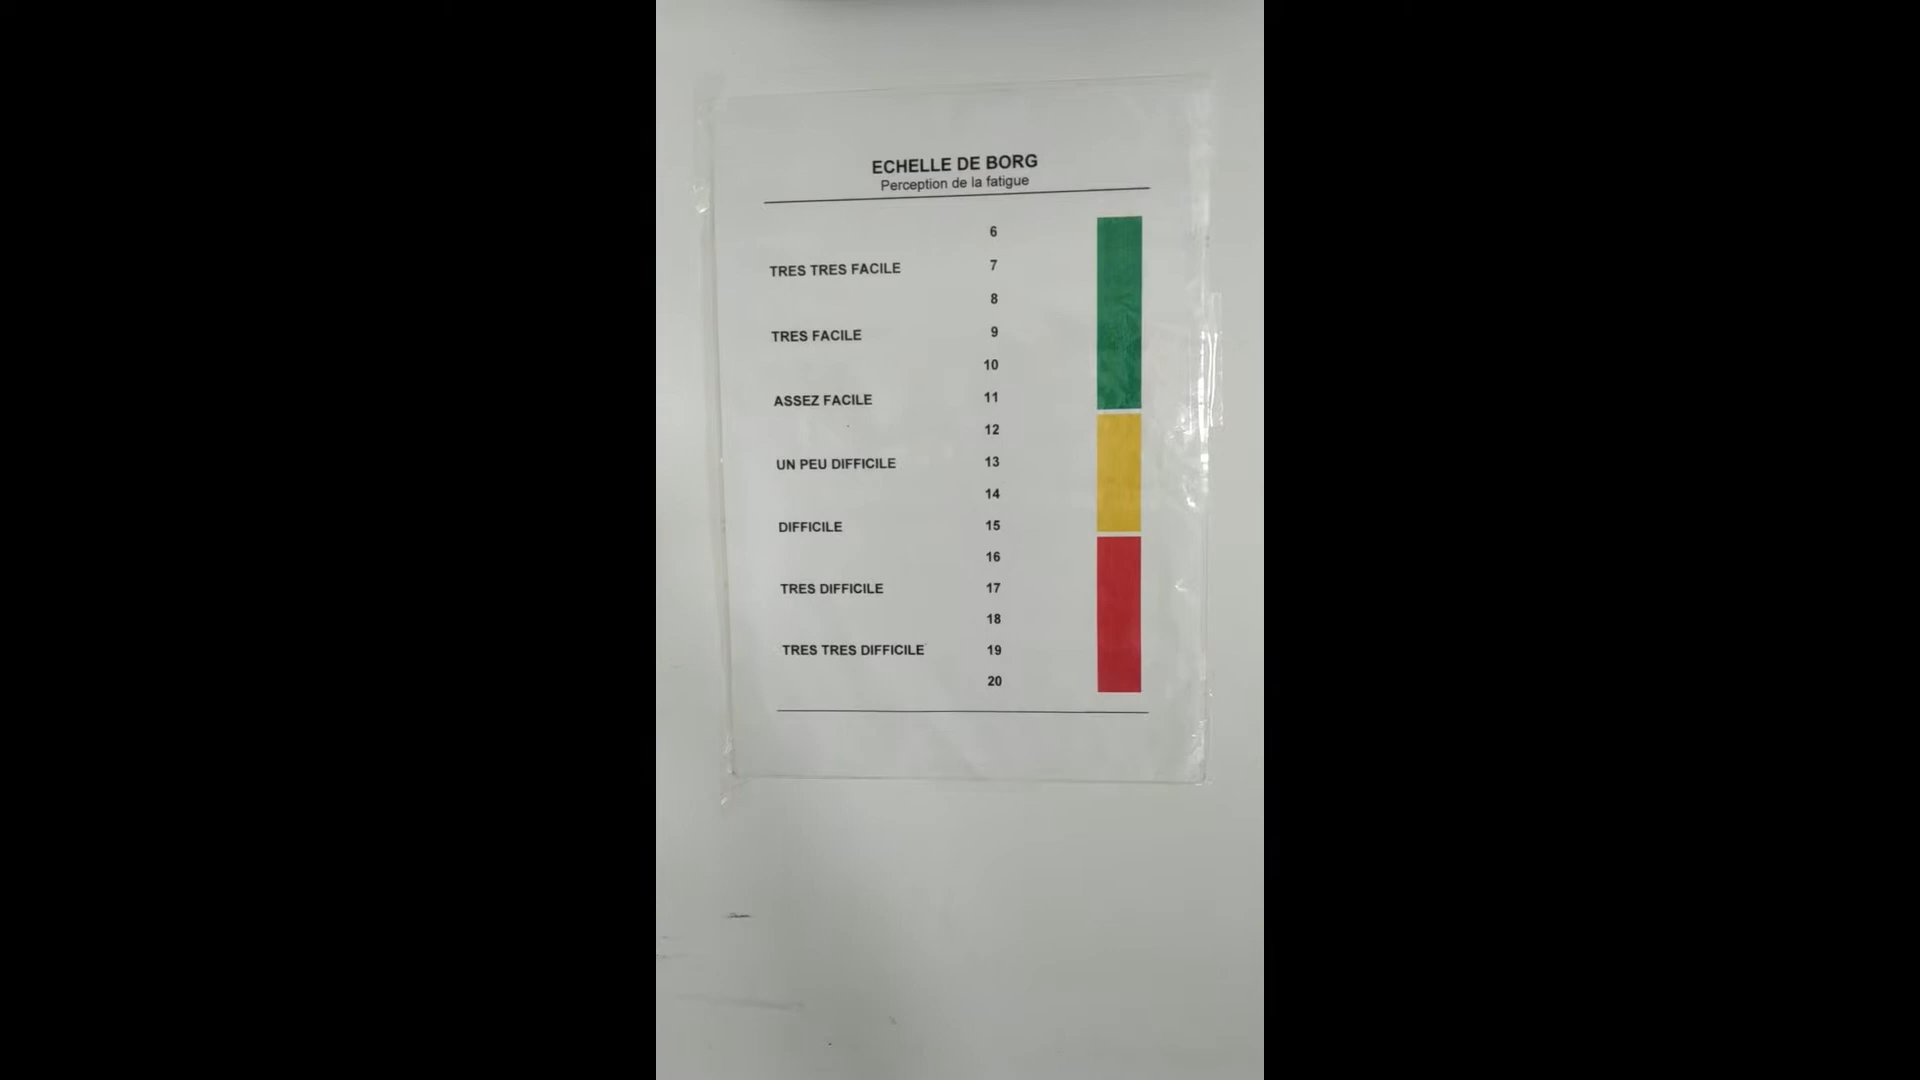 ECHELLE DE BORG
Perception de la fatigue
6
TRES TRES FACILE 7
8
TRES FACILE 9
10
ASSEZ FACILE 11
12
UN PEU DIFFICILE 13
14
DIFFICILE 15
16
TRES DIFFICILE 17
18
TRES TRES DIFFICILE 19
20